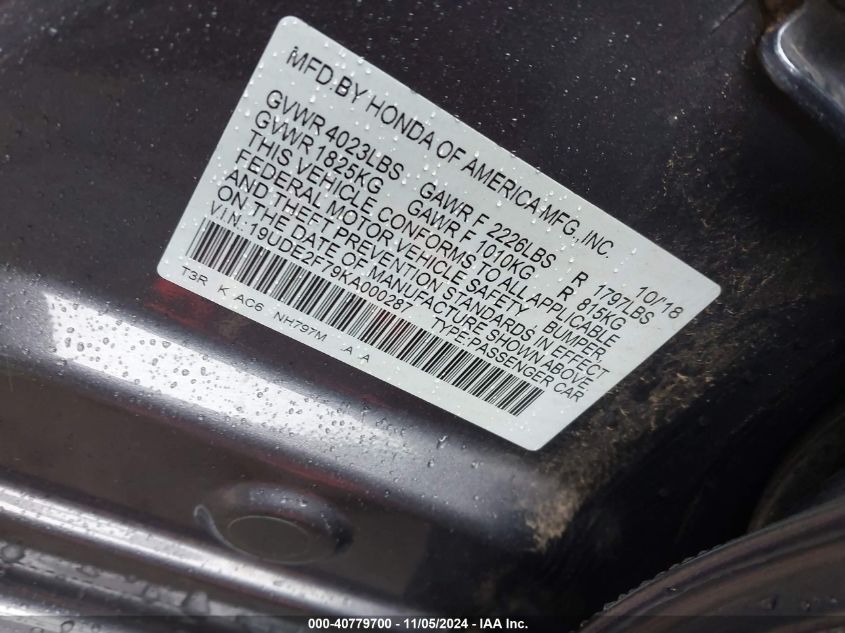 MFD. BY HONDA OF AMERICA MFG., INC. 10/'18
GVWR 4023LBS GAWR F 2226LBS R 1797LBS
GVWR 1825KG GAWR F 1010KG R 815KG
THIS VEHICLE CONFORMS TO ALL APPLICABLE
FEDERAL MOTOR VEHICLE SAFETY, BUMPER,
AND THEFT PREVENTION STANDARDS IN EFFECT
ON THE DATE OF MANUFACTURE SHOWN ABOVE
VIN: 19UDE2F79KA000287 TYPE:PASSENGER CAR
T3R K AC6 NH797M A A
000-40779700 - 11/05/2024 - IAA Inc.